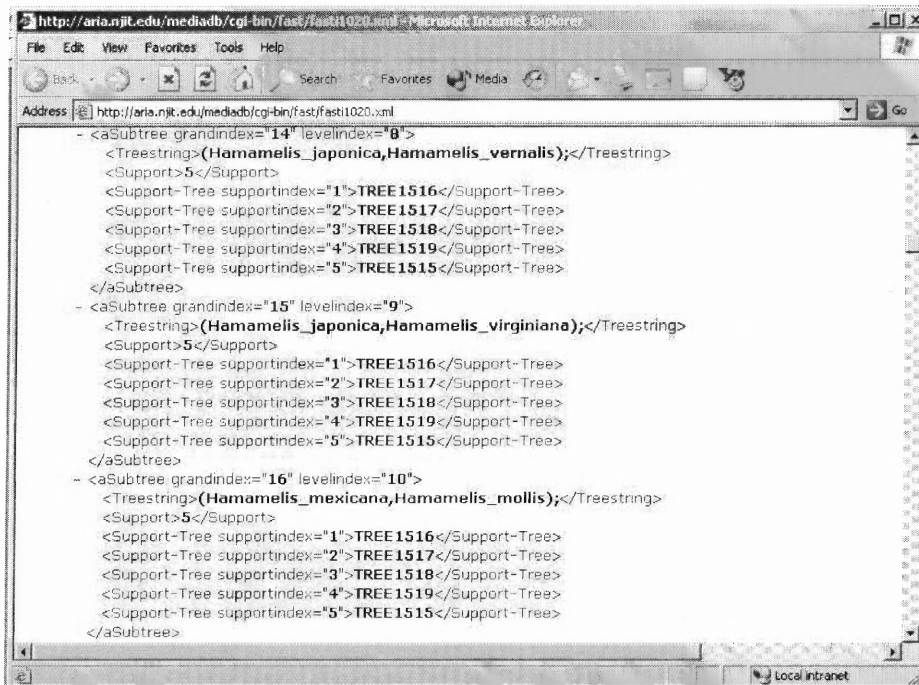 http://aria.njit.edu/mediadb/cgi-bin/fast/fasti1020.xml - Microsoft Internet Explorer
File Edit View Favorites Tools Help
Back Search Favorites Media
Address http://aria.njit.edu/mediadb/cgi-bin/fast/fasti1020.xml Go
- <aSubtree grandindex="14" levelindex="8">
<Treestring>(Hamamelis_japonica,Hamamelis_vernalis);</Treestring>
<Support>5</Support>
<Support-Tree supportindex="1">TREE1516</Support-Tree>
<Support-Tree supportindex="2">TREE1517</Support-Tree>
<Support-Tree supportindex="3">TREE1518</Support-Tree>
<Support-Tree supportindex="4">TREE1519</Support-Tree>
<Support-Tree supportindex="5">TREE1515</Support-Tree>
</aSubtree>
- <aSubtree grandindex="15" levelindex="9">
<Treestring>(Hamamelis_japonica,Hamamelis_virginiana);</Treestring>
<Support>5</Support>
<Support-Tree supportindex="1">TREE1516</Support-Tree>
<Support-Tree supportindex="2">TREE1517</Support-Tree>
<Support-Tree supportindex="3">TREE1518</Support-Tree>
<Support-Tree supportindex="4">TREE1519</Support-Tree>
<Support-Tree supportindex="5">TREE1515</Support-Tree>
</aSubtree>
- <aSubtree grandindex="16" levelindex="10">
<Treestring>(Hamamelis_mexicana,Hamamelis_mollis);</Treestring>
<Support>5</Support>
<Support-Tree supportindex="1">TREE1516</Support-Tree>
<Support-Tree supportindex="2">TREE1517</Support-Tree>
<Support-Tree supportindex="3">TREE1518</Support-Tree>
<Support-Tree supportindex="4">TREE1519</Support-Tree>
<Support-Tree supportindex="5">TREE1515</Support-Tree>
</aSubtree>
Local intranet